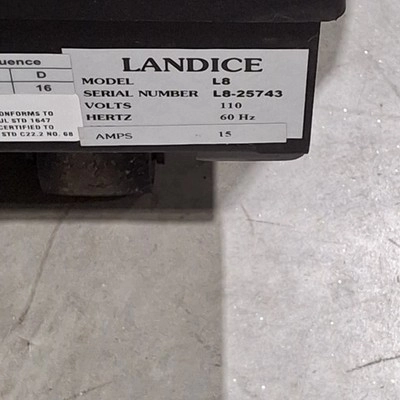 uence
D
16
ONFORMS TO
UL STD 1647
CERTIFIED TO
STD C22.2 NO. 68
LANDICE
MODEL L8
SERIAL NUMBER L8-25743
VOLTS 110
HERTZ 60 Hz
AMPS 15